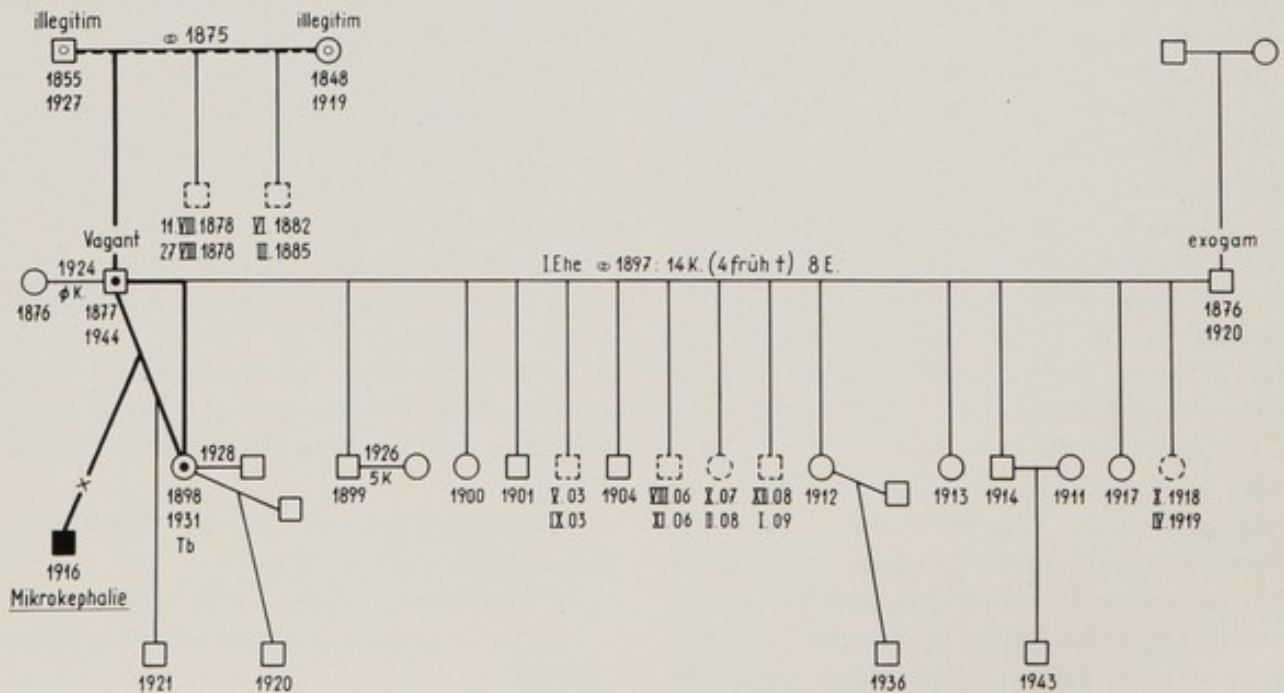 illegitim
illegitim
⚭ 1875
1855
1927
1848
1919
11.VIII.1878
27.VIII.1878
VI 1882
III.1885
Vagant
exogam
I.Ehe ⚭ 1897: 14 K. (4 früh †) 8 E.
1924
ϕ K.
1876
1877
1944
1876
1920
1928
1926
5 K
1898
1931
Tb
1899
1900
1901
V. 03
IX 03
1904
VIII. 06
XI. 06
X. 07
II. 08
XII. 08
I. 09
1912
1913
1914
1911
1917
X. 1918
IV. 1919
1916
Mikrokephalie
1921
1920
1936
1943